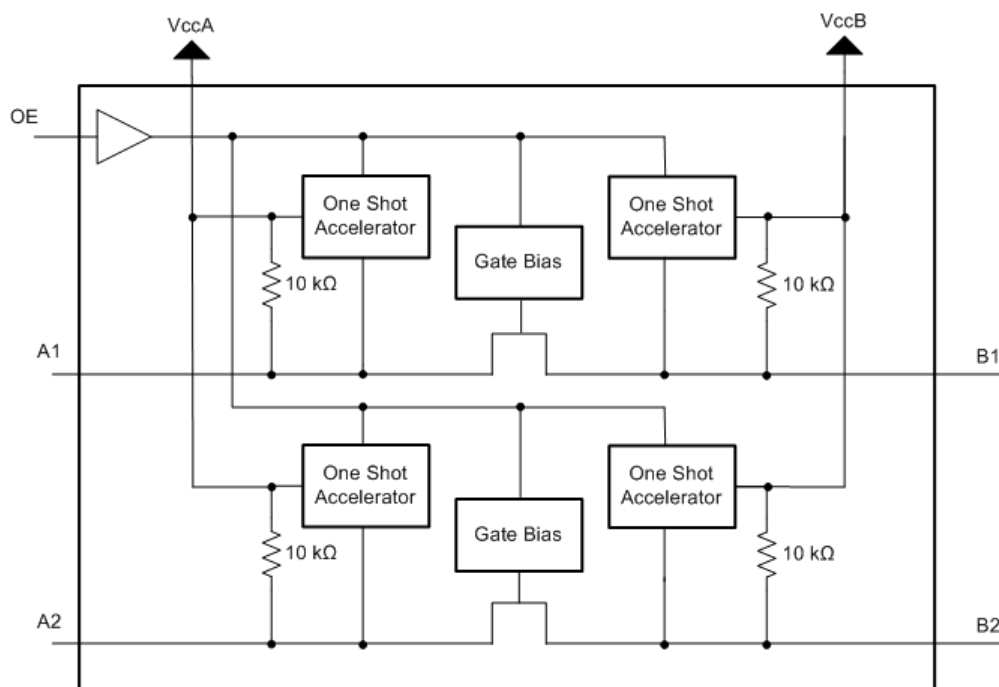 VccA
VccB
OE
One Shot
Accelerator
One Shot
Accelerator
Gate Bias
10 kΩ
10 kΩ
A1
B1
One Shot
Accelerator
One Shot
Accelerator
Gate Bias
10 kΩ
10 kΩ
A2
B2